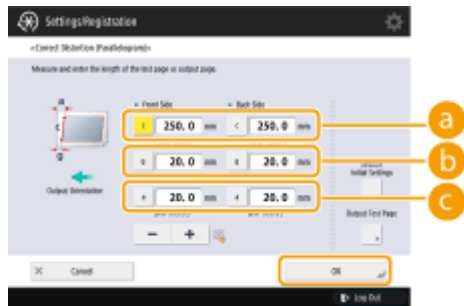 Settings/Registration
<Correct Distortion (Parallelogram)>
Measure and enter the length of the test page or output page.
Front Side
Back Side
a
c
g
c 250.0 mm
c 250.0 mm
a
g 20.0 mm
g 20.0 mm
b
a 20.0 mm
a 20.0 mm
c
Output Orientation
Initial Settings
Output Test Page
− +
× Cancel
OK
Log Out